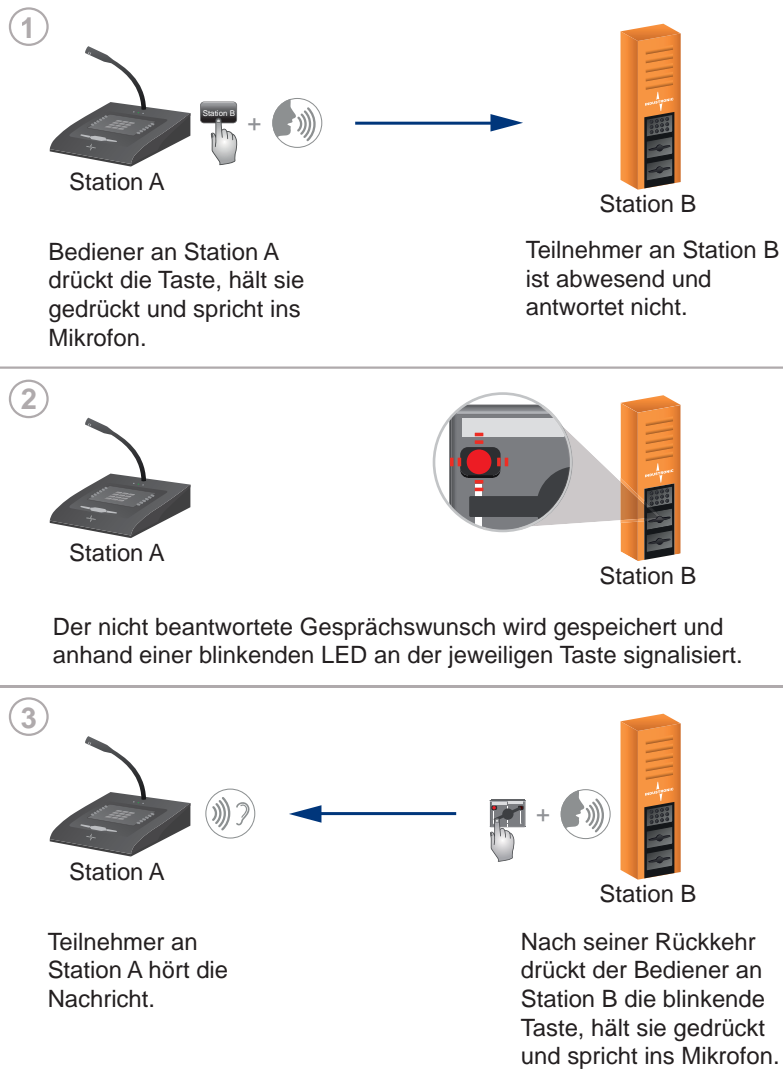 1
Station B
+
Station A
INDUSTRONIC
Station B
Bediener an Station A
drückt die Taste, hält sie
gedrückt und spricht ins
Mikrofon.
Teilnehmer an Station B
ist abwesend und
antwortet nicht.
2
INDUSTRONIC
Station A
Station B
Der nicht beantwortete Gesprächswunsch wird gespeichert und
anhand einer blinkenden LED an der jeweiligen Taste signalisiert.
3
INDUSTRONIC
+
Station A
Station B
Teilnehmer an
Station A hört die
Nachricht.
Nach seiner Rückkehr
drückt der Bediener an
Station B die blinkende
Taste, hält sie gedrückt
und spricht ins Mikrofon.